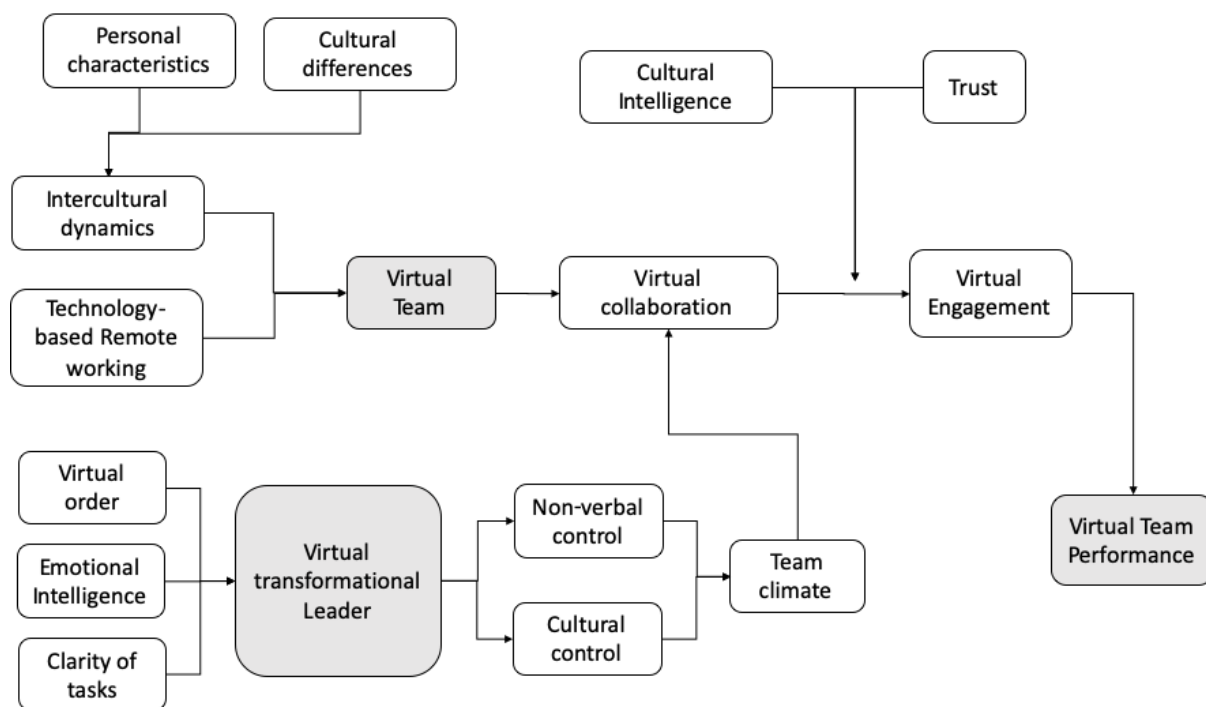 Personal
characteristics
Cultural
differences
Cultural
Intelligence
Trust
Intercultural
dynamics
Technology-
based Remote
working
Virtual
Team
Virtual
collaboration
Virtual
Engagement
Virtual
order
Emotional
Intelligence
Clarity of
tasks
Virtual
transformational
Leader
Non-verbal
control
Cultural
control
Team
climate
Virtual Team
Performance